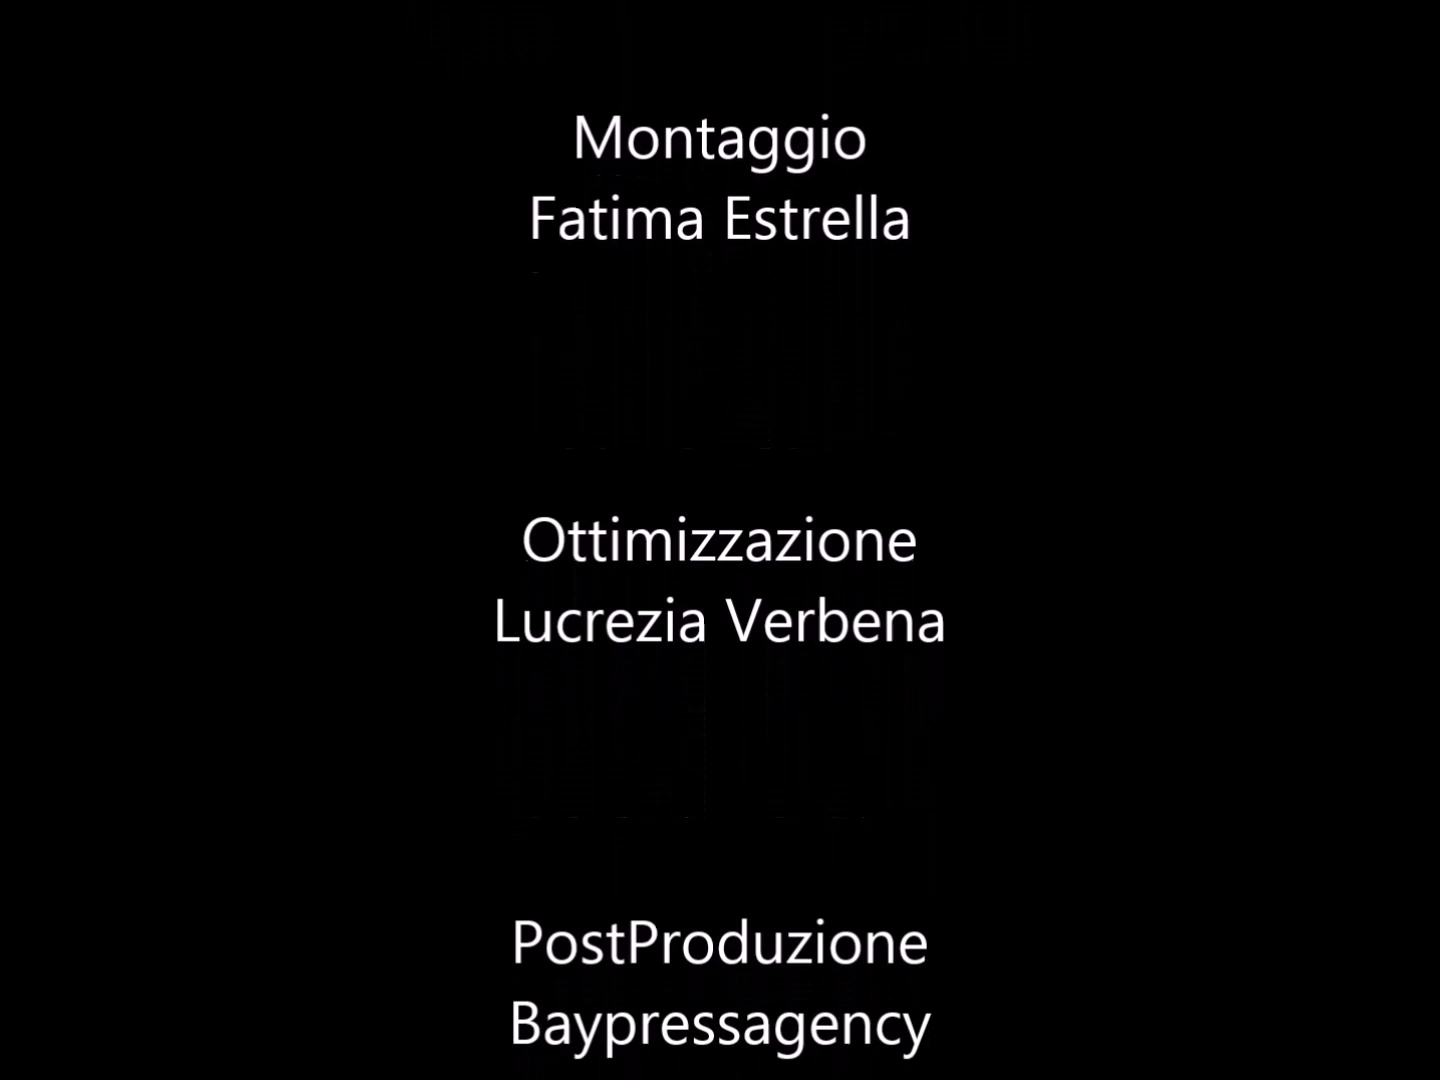 Montaggio
Fatima Estrella
Ottimizzazione
Lucrezia Verbena
PostProduzione
Baypressagency